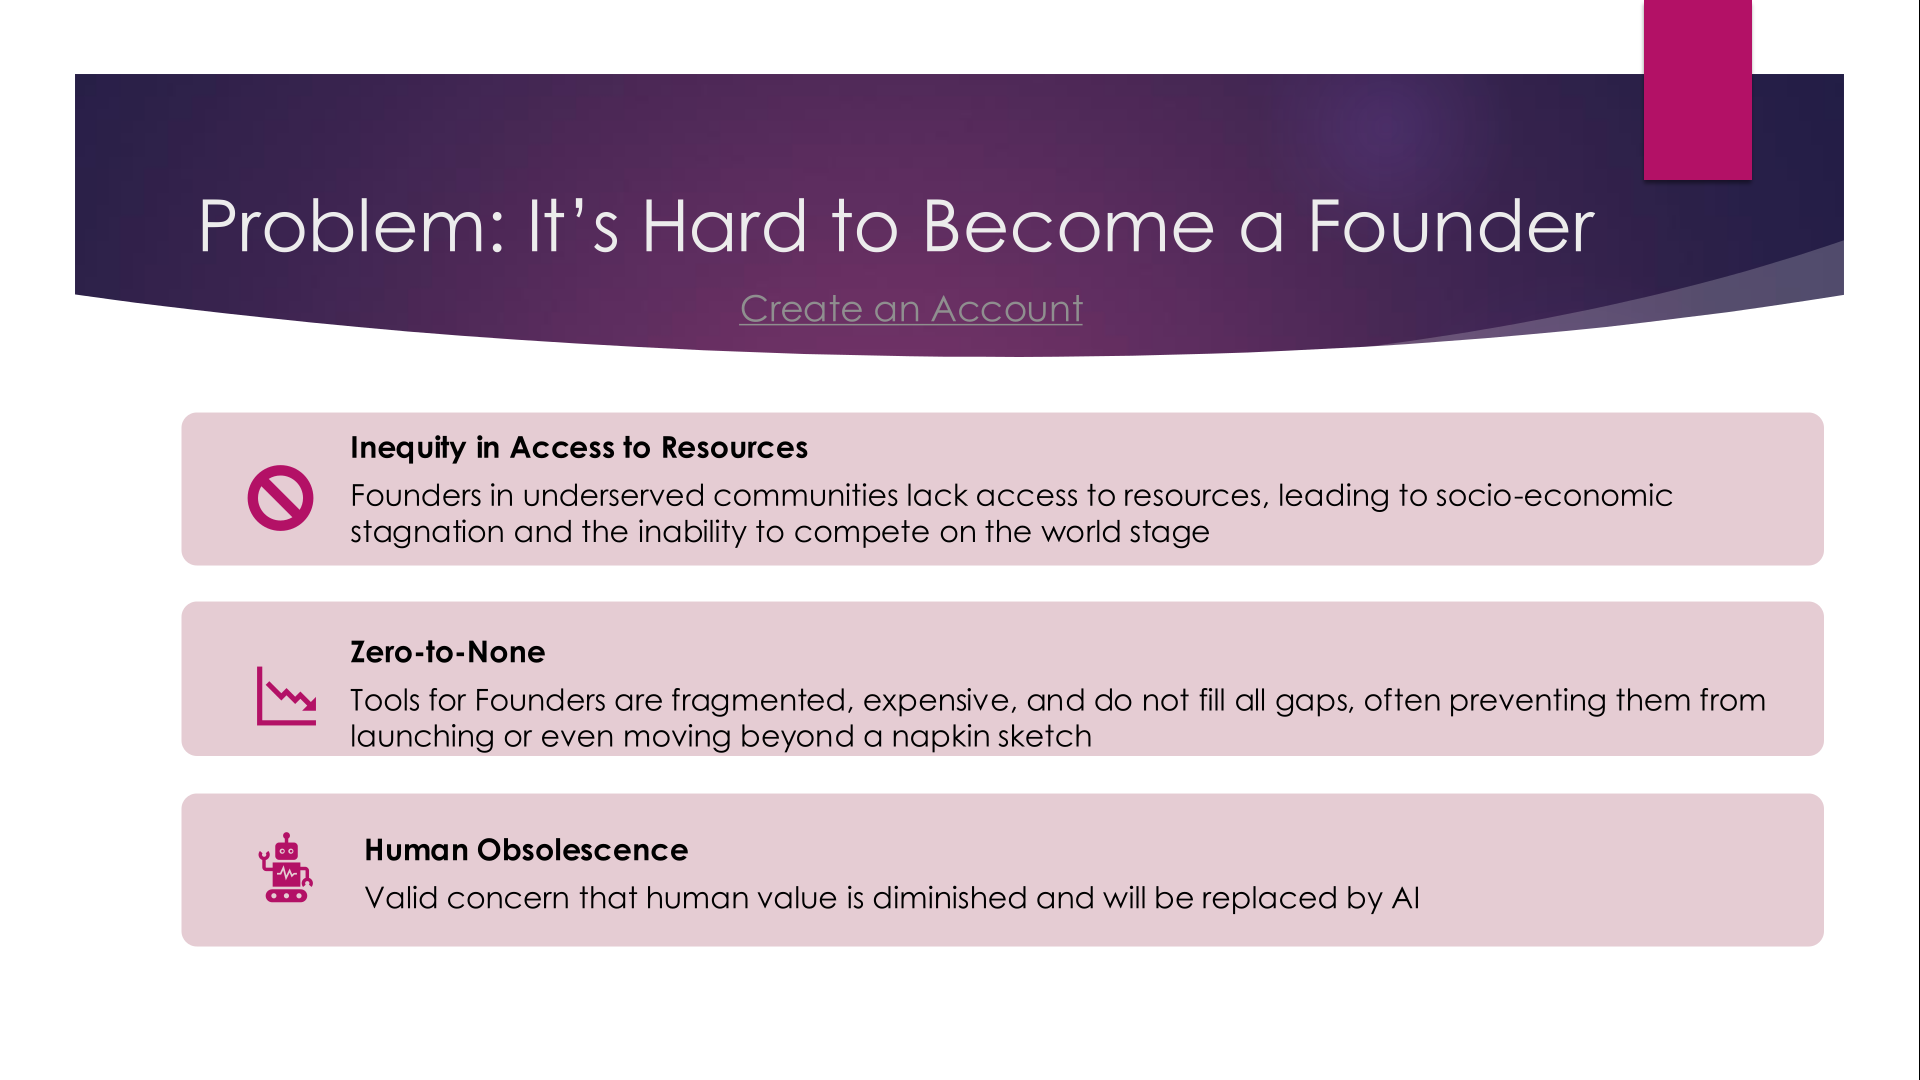 Problem: It’s Hard to Become a Founder
Create an Account
Inequity in Access to Resources
Founders in underserved communities lack access to resources, leading to socio-economic
stagnation and the inability to compete on the world stage
Zero-to-None
Tools for Founders are fragmented, expensive, and do not fill all gaps, often preventing them from
launching or even moving beyond a napkin sketch
Human Obsolescence
Valid concern that human value is diminished and will be replaced by AI